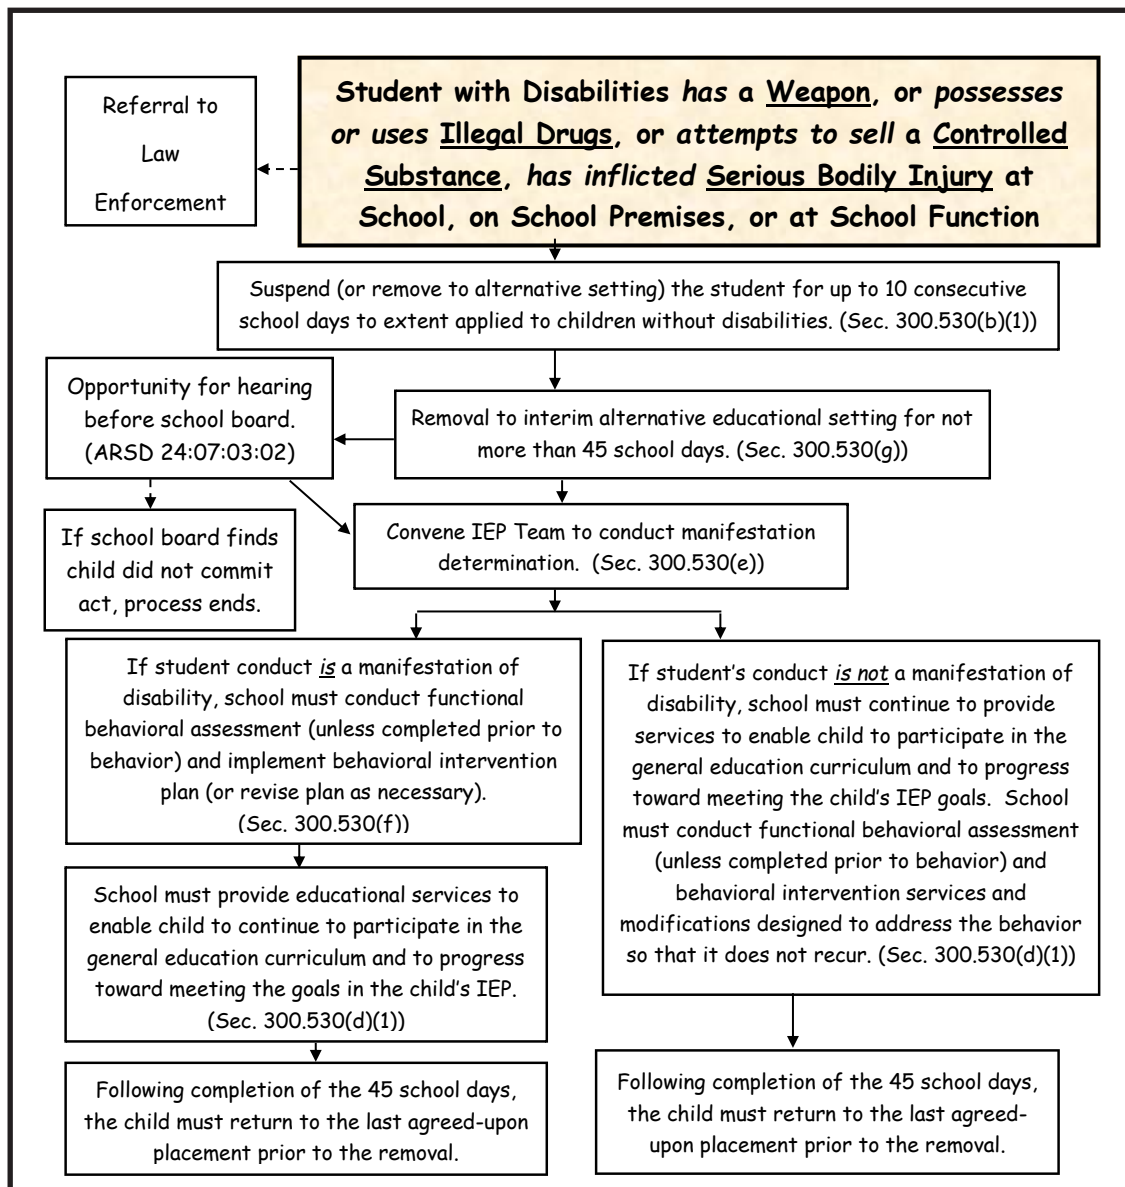 Referral to
Law
Enforcement
Student with Disabilities has a Weapon, or possesses
or uses Illegal Drugs, or attempts to sell a Controlled
Substance, has inflicted Serious Bodily Injury at
School, on School Premises, or at School Function
Suspend (or remove to alternative setting) the student for up to 10 consecutive
school days to extent applied to children without disabilities. (Sec. 300.530(b)(1))
Opportunity for hearing
before school board.
(ARSD 24:07:03:02)
Removal to interim alternative educational setting for not
more than 45 school days. (Sec. 300.530(g))
If school board finds
child did not commit
act, process ends.
Convene IEP Team to conduct manifestation
determination.  (Sec. 300.530(e))
If student conduct is a manifestation of
disability, school must conduct functional
behavioral assessment (unless completed prior to
behavior) and implement behavioral intervention
plan (or revise plan as necessary).
(Sec. 300.530(f))
School must provide educational services to
enable child to continue to participate in the
general education curriculum and to progress
toward meeting the goals in the child's IEP.
(Sec. 300.530(d)(1))
Following completion of the 45 school days,
the child must return to the last agreed-upon
placement prior to the removal.
If student's conduct is not a manifestation of
disability, school must continue to provide
services to enable child to participate in the
general education curriculum and to progress
toward meeting the child's IEP goals.  School
must conduct functional behavioral assessment
(unless completed prior to behavior) and
behavioral intervention services and
modifications designed to address the behavior
so that it does not recur. (Sec. 300.530(d)(1))
Following completion of the 45 school days,
the child must return to the last agreed-
upon placement prior to the removal.